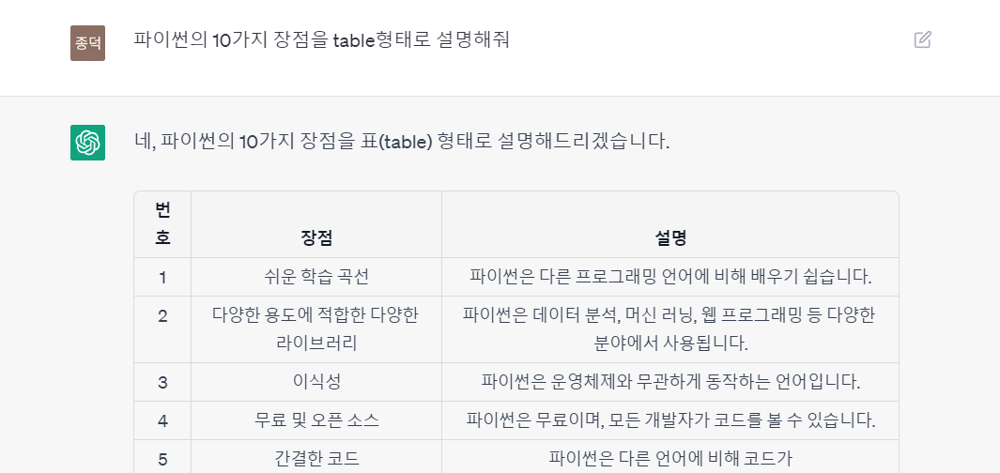 종덕
파이썬의 10가지 장점을 table형태로 설명해줘
네, 파이썬의 10가지 장점을 표(table) 형태로 설명해드리겠습니다.
번호 장점 설명
1 쉬운 학습 곡선 파이썬은 다른 프로그래밍 언어에 비해 배우기 쉽습니다.
2 다양한 용도에 적합한 다양한 파이썬은 데이터 분석, 머신 러닝, 웹 프로그래밍 등 다양한
라이브러리 분야에서 사용됩니다.
3 이식성 파이썬은 운영체제와 무관하게 동작하는 언어입니다.
4 무료 및 오픈 소스 파이썬은 무료이며, 모든 개발자가 코드를 볼 수 있습니다.
5 간결한 코드 파이썬은 다른 언어에 비해 코드가